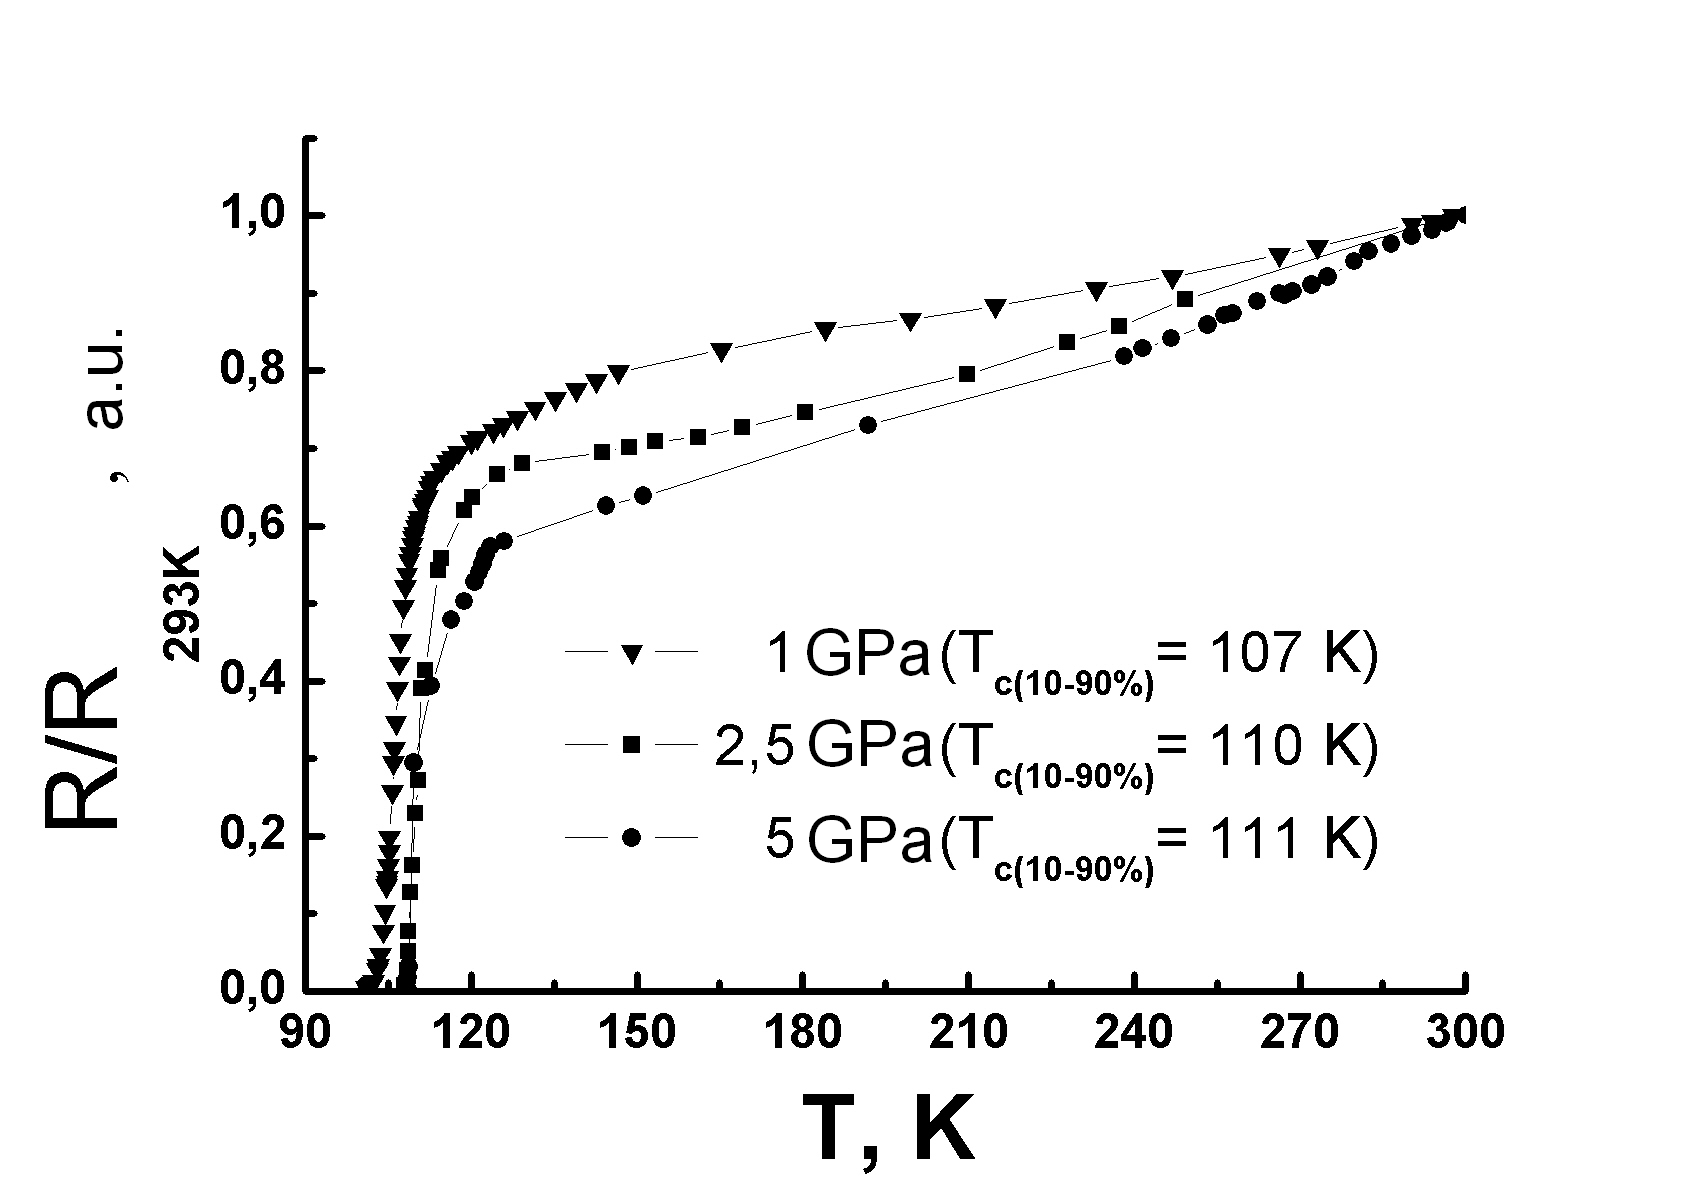 R/R 293K , a.u.
1,0
0,8
0,6
0,4
0,2
0,0
1 GPa (Tc(10-90%) = 107 K)
2,5 GPa (Tc(10-90%) = 110 K)
5 GPa (Tc(10-90%) = 111 K)
90 120 150 180 210 240 270 300
T, K